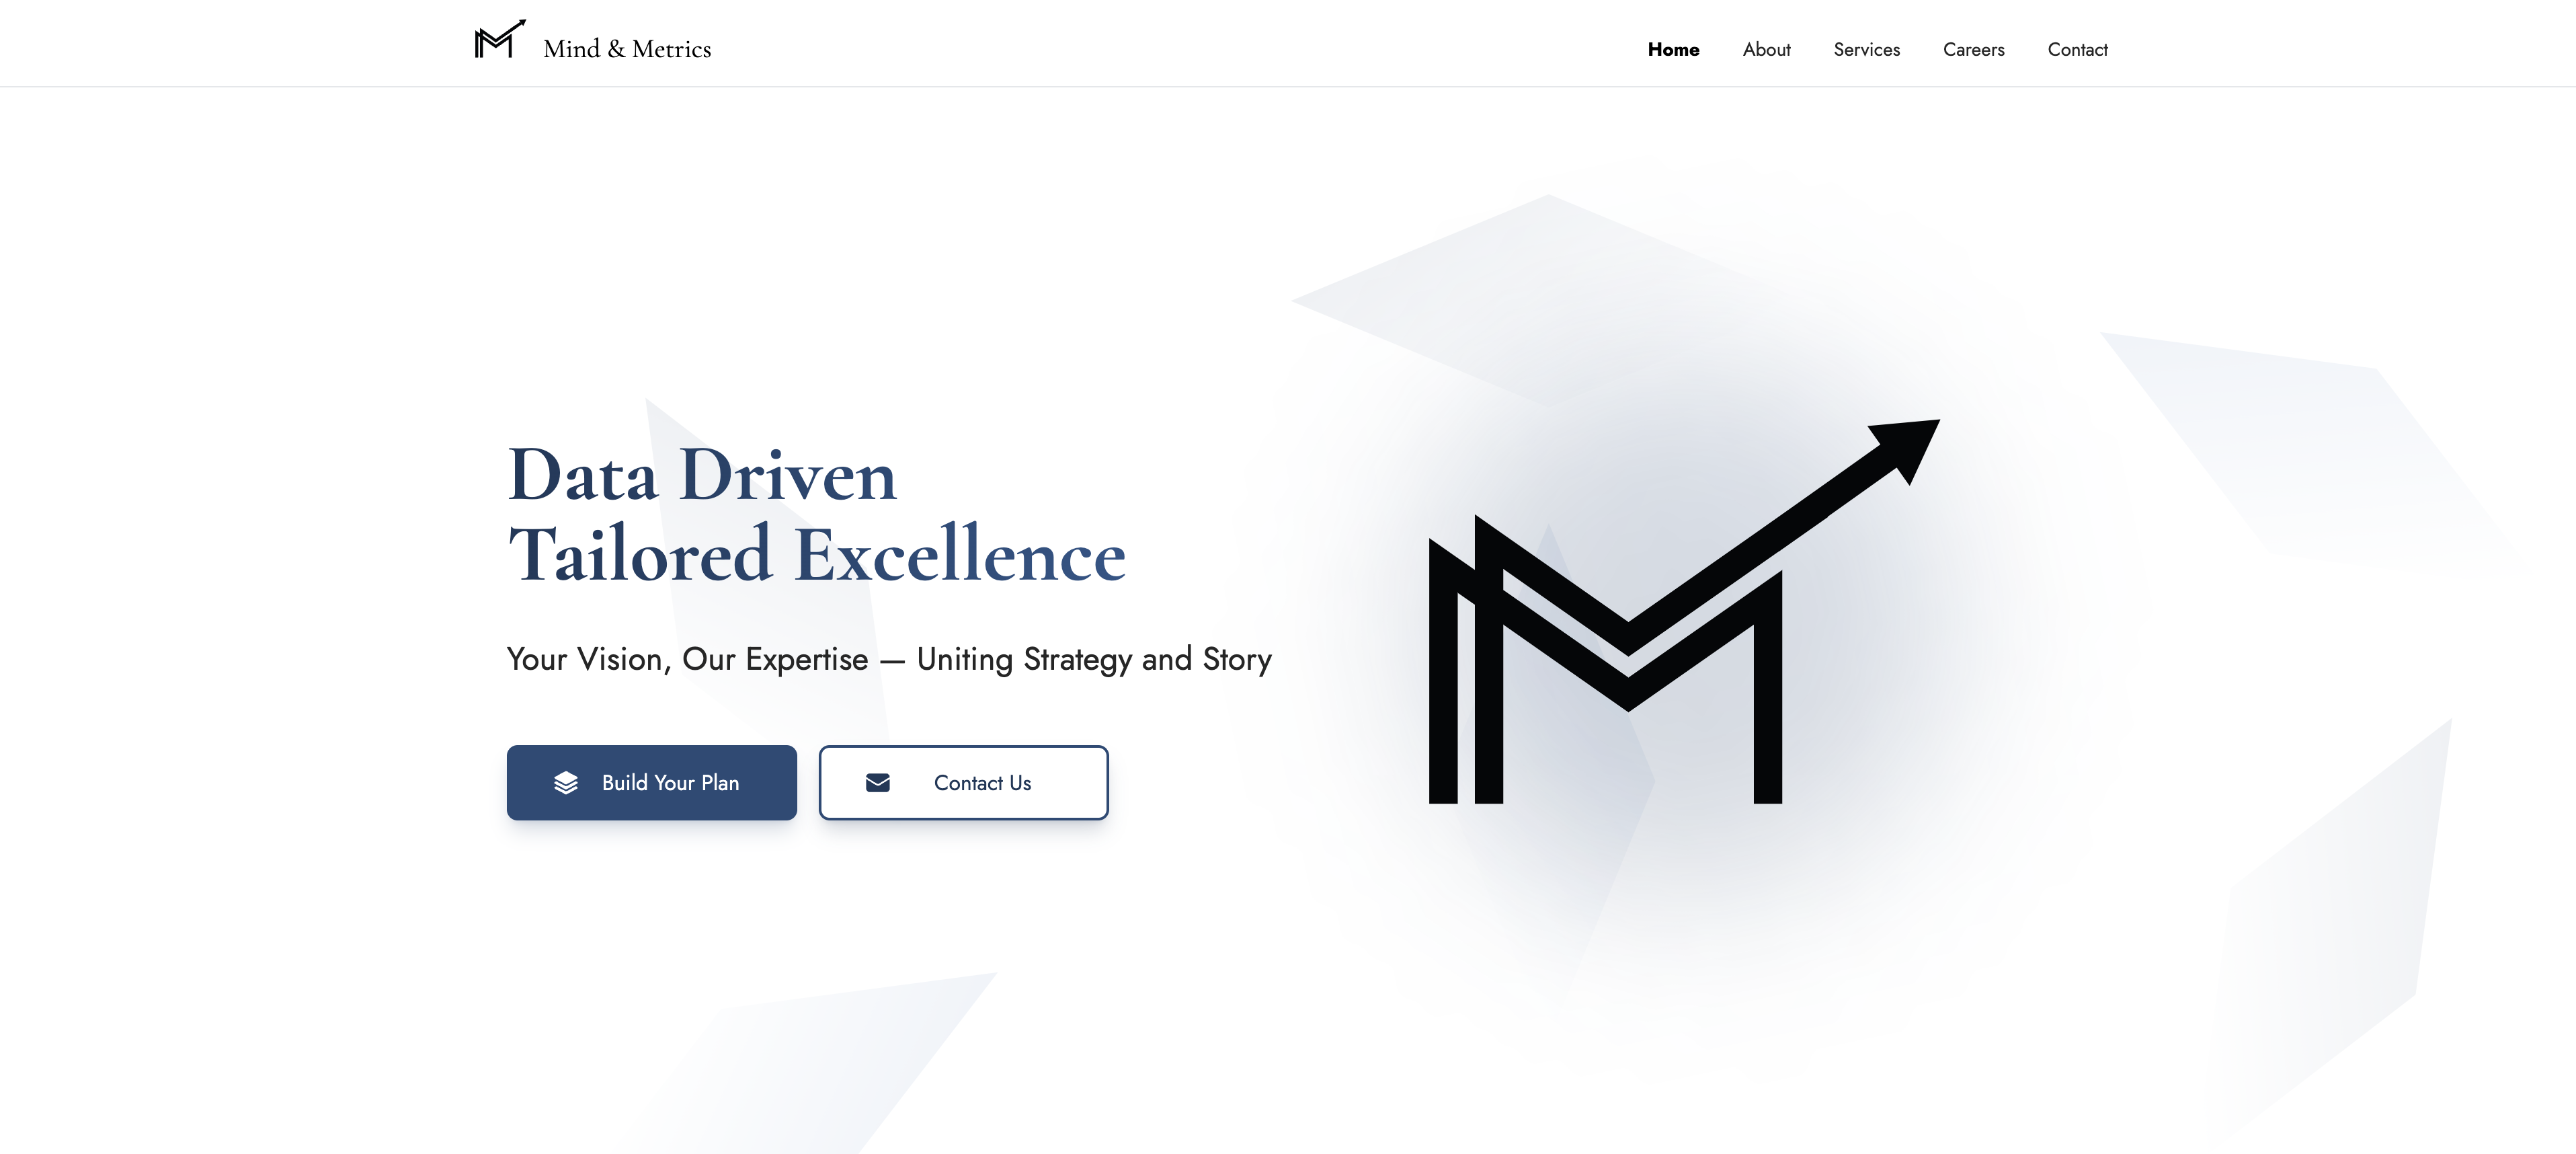 Mind & Metrics
Home About Services Careers Contact
Data Driven
Tailored Excellence
Your Vision, Our Expertise — Uniting Strategy and Story
Build Your Plan
Contact Us